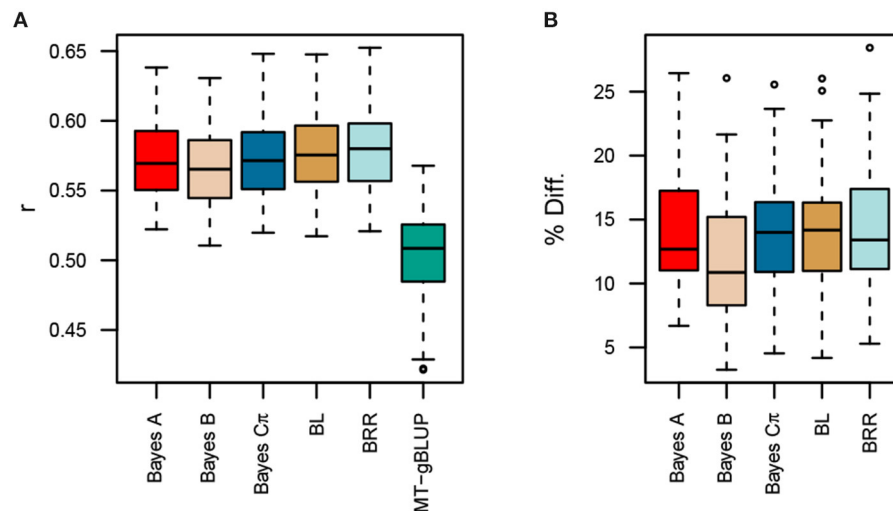 A
r
0.65
0.60
0.55
0.50
0.45
Bayes A
Bayes B
Bayes Cπ
BL
BRR
MT−gBLUP
B
% Diff.
25
20
15
10
5
Bayes A
Bayes B
Bayes Cπ
BL
BRR